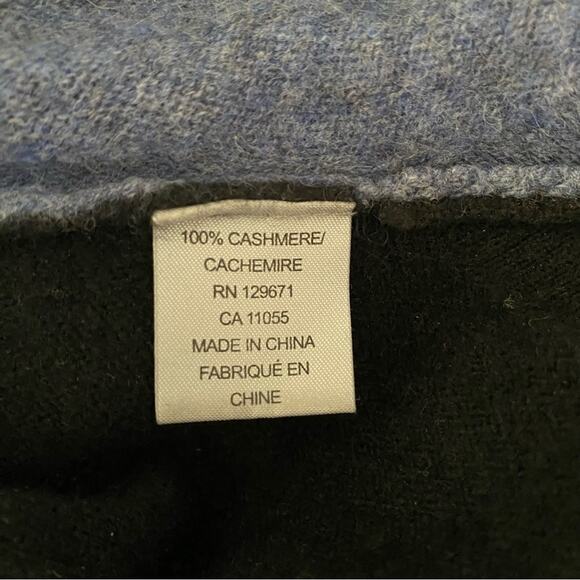 100% CASHMERE/
CACHEMIRE
RN 129671
CA 11055
MADE IN CHINA
FABRIQUÉ EN
CHINE